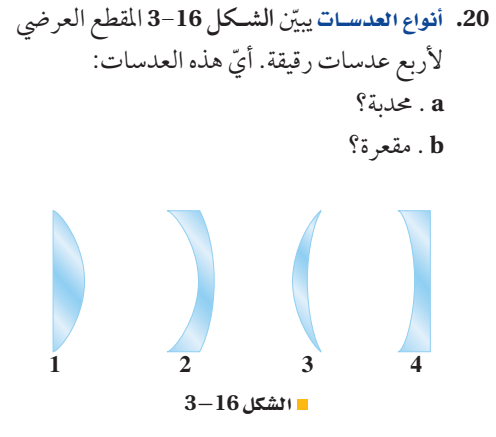 20. أنواع العدسات يبيّن الشكل 16–3 المقطع العرضي
لأربع عدسات رقيقة. أيّ هذه العدسات:
a . محدبة؟
b . مقعرة؟
1 2 3 4
■ الشكل 16–3